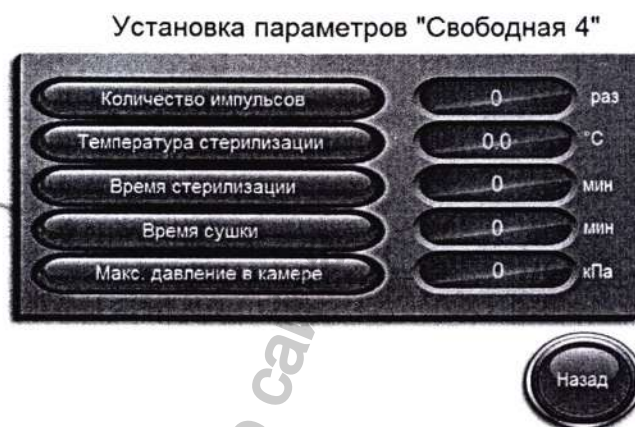 Установка параметров "Свободная 4"
Количество импульсов 0 раз
Температура стерилизации 0.0 °C
Время стерилизации 0 мин
Время сушки 0 мин
Макс. давление в камере 0 кПа
Назад